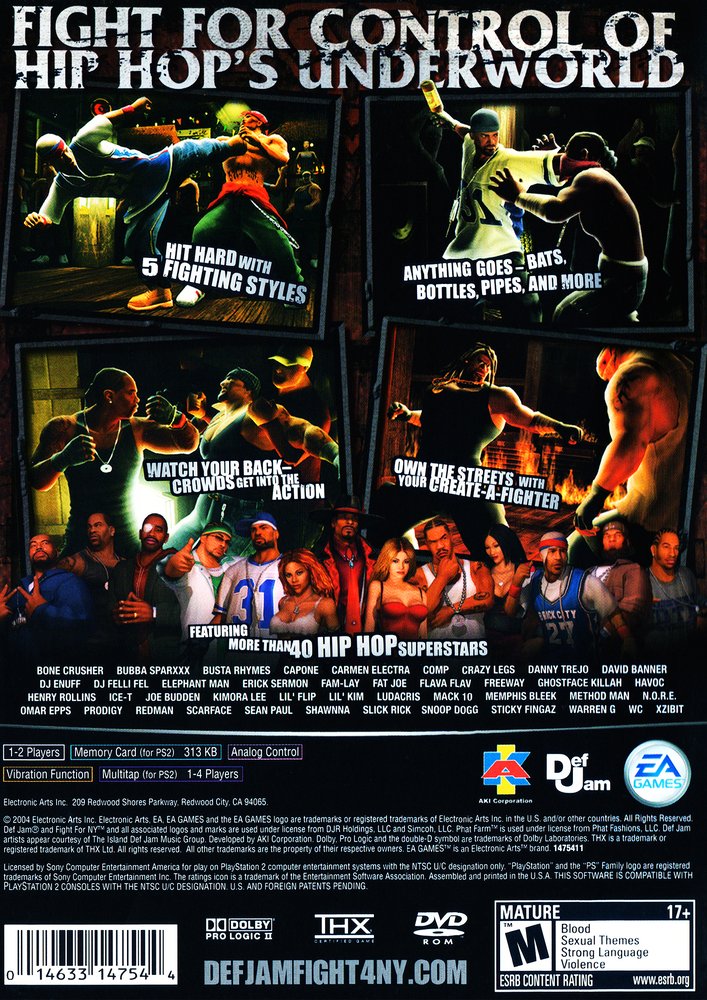 FIGHT FOR CONTROL OF
HIP HOP'S UNDERWORLD
HIT HARD WITH
5 FIGHTING STYLES
ANYTHING GOES – BATS,
BOTTLES, PIPES, AND MORE
WATCH YOUR BACK–
CROWDS GET INTO THE
ACTION
OWN THE STREETS WITH
YOUR CREATE-A-FIGHTER
31
BRICK CITY
27
FEATURING
MORE THAN 40 HIP HOP SUPERSTARS
BONE CRUSHER BUBBA SPARXXX BUSTA RHYMES CAPONE CARMEN ELECTRA COMP CRAZY LEGS DANNY TREJO DAVID BANNER
DJ ENUFF DJ FELLI FEL ELEPHANT MAN ERICK SERMON FAM-LAY FAT JOE FLAVA FLAV FREEWAY GHOSTFACE KILLAH HAVOC
HENRY ROLLINS ICE-T JOE BUDDEN KIMORA LEE LIL' FLIP LIL' KIM LUDACRIS MACK 10 MEMPHIS BLEEK METHOD MAN N.O.R.E.
OMAR EPPS PRODIGY REDMAN SCARFACE SEAN PAUL SHAWNNA SLICK RICK SNOOP DOGG STICKY FINGAZ WARREN G WC XZIBIT
1-2 Players Memory Card (for PS2) 313 KB Analog Control
Vibration Function Multitap (for PS2) 1-4 Players
AKI Corporation
Def Jam
EA GAMES™
Electronic Arts Inc. 209 Redwood Shores Parkway, Redwood City, CA 94065.
© 2004 Electronic Arts Inc. Electronic Arts, EA, EA GAMES and the EA GAMES logo are trademarks or registered trademarks of Electronic Arts Inc. in the U.S. and/or other countries. All Rights Reserved.
Def Jam® and Fight For NY™ and all associated logos and marks are used under license from DJR Holdings, LLC and Simcoh, LLC. Phat Farm™ is used under license from Phat Fashions, LLC. Def Jam
artists appear courtesy of The Island Def Jam Music Group. Developed by AKI Corporation. Dolby, Pro Logic and the double-D symbol are trademarks of Dolby Laboratories. THX is a trademark or
registered trademark of THX Ltd. All rights reserved. All other trademarks are the property of their respective owners. EA GAMES™ is an Electronic Arts™ brand. 1475411
Licensed by Sony Computer Entertainment America for play on PlayStation 2 computer entertainment systems with the NTSC U/C designation only. "PlayStation" and the "PS" Family logo are registered
trademarks of Sony Computer Entertainment Inc. The ratings icon is a trademark of the Entertainment Software Association. Assembled and printed in the U.S.A. THIS SOFTWARE IS COMPATIBLE WITH
PLAYSTATION 2 CONSOLES WITH THE NTSC U/C DESIGNATION. U.S. AND FOREIGN PATENTS PENDING.
0 14633 14754 4
DOLBY
PRO LOGIC II
THX
CERTIFIED GAME
DVD
ROM
DEFJAMFIGHT4NY.COM
MATURE 17+
M
Blood
Sexual Themes
Strong Language
Violence
ESRB CONTENT RATING www.esrb.org